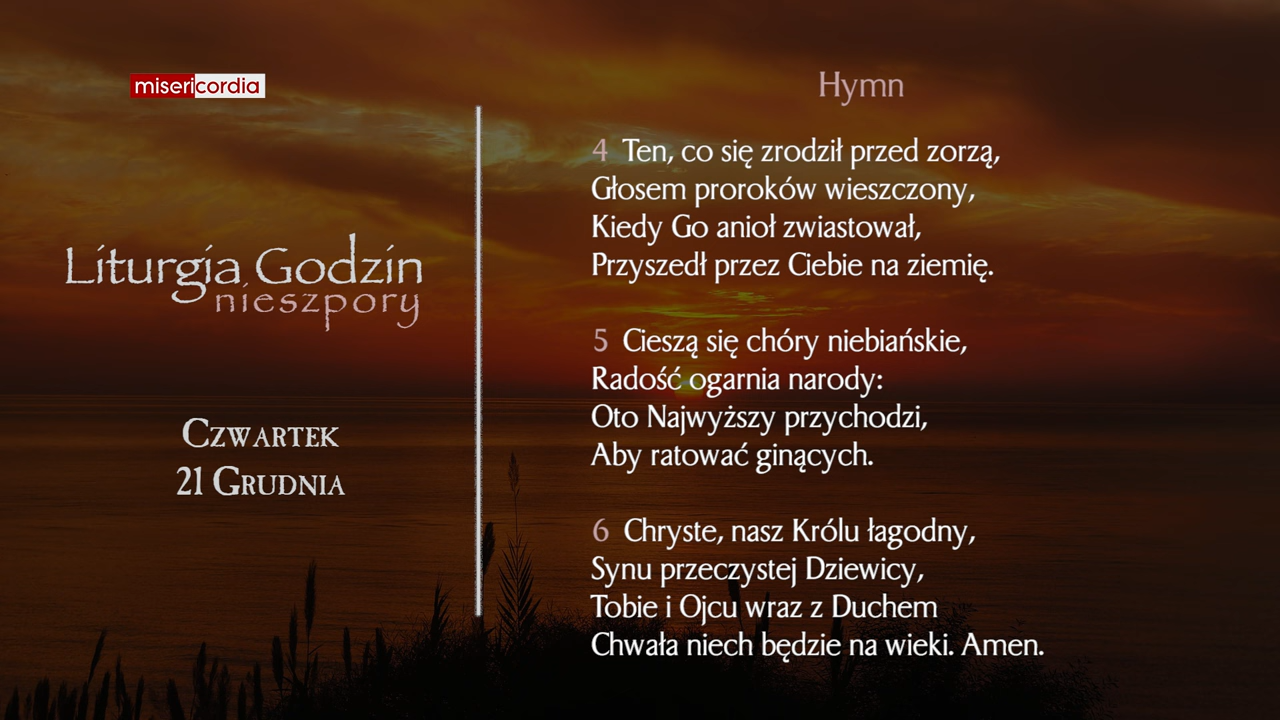 misericordia
Liturgia Godzin
nieszpory
Czwartek
21 Grudnia
Hymn
4 Ten, co się zrodził przed zorzą,
Głosem proroków wieszczony,
Kiedy Go anioł zwiastował,
Przyszedł przez Ciebie na ziemię.
5 Cieszą się chóry niebiańskie,
Radość ogarnia narody:
Oto Najwyższy przychodzi,
Aby ratować ginących.
6 Chryste, nasz Królu łagodny,
Synu przeczystej Dziewicy,
Tobie i Ojcu wraz z Duchem
Chwała niech będzie na wieki. Amen.